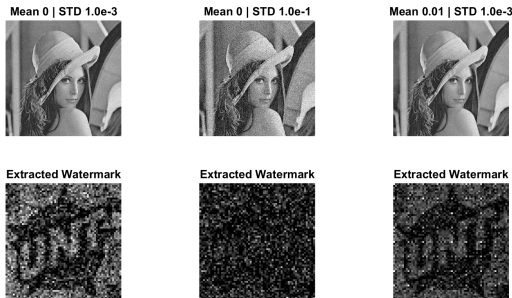 Mean 0 | STD 1.0e-3
Mean 0 | STD 1.0e-1
Mean 0.01 | STD 1.0e-3
Extracted Watermark
Extracted Watermark
Extracted Watermark